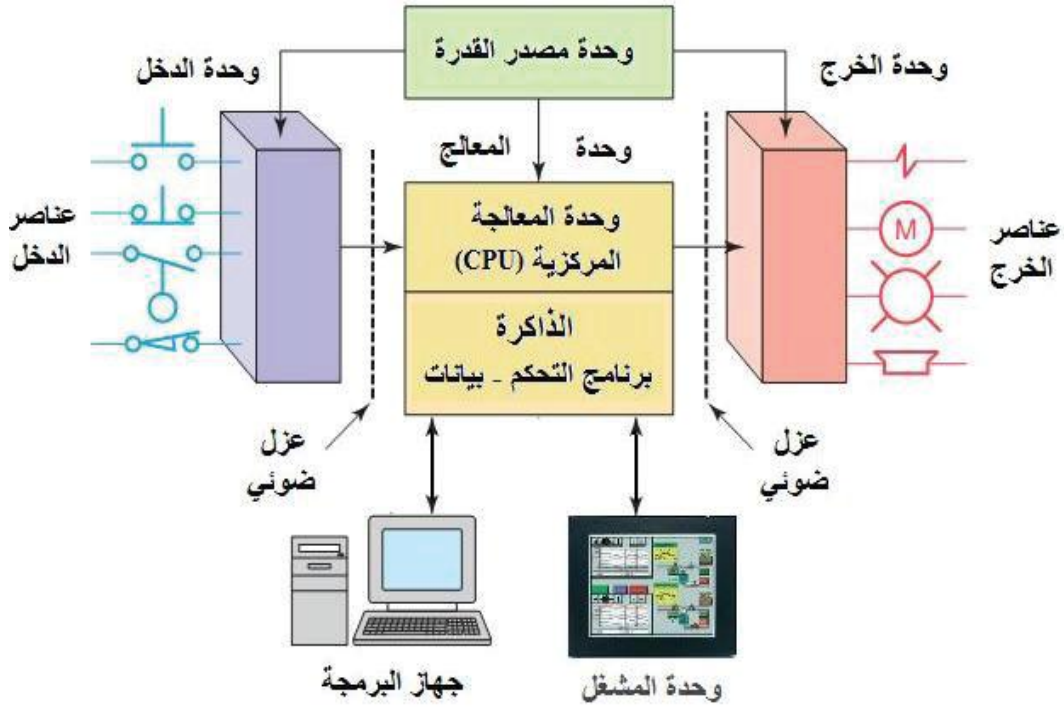 وحدة مصدر القدرة
وحدة الدخل
وحدة الخرج
وحدة المعالج
عناصر
الدخل
وحدة المعالجة
المركزية (CPU)
M
عناصر
الخرج
الذاكرة
برنامج التحكم - بيانات
عزل
ضوئي
عزل
ضوئي
جهاز البرمجة
وحدة المشغل